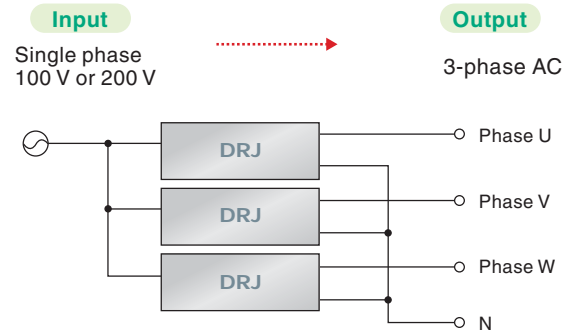 Input
Output
Single phase
100 V or 200 V
3-phase AC
DRJ
Phase U
DRJ
Phase V
DRJ
Phase W
N